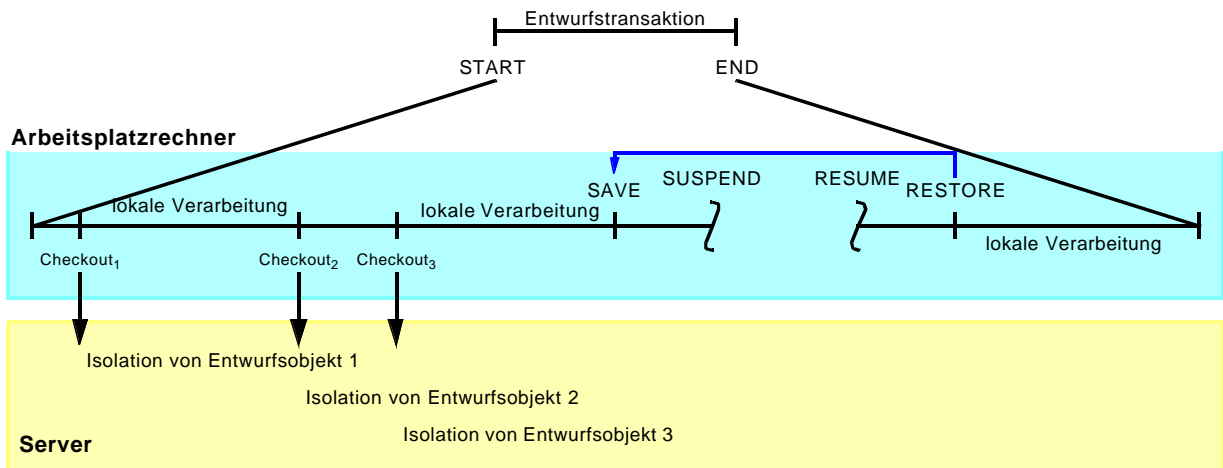 Entwurfstransaktion
START
END
Arbeitsplatzrechner
SAVE
SUSPEND
RESUME
RESTORE
lokale Verarbeitung
lokale Verarbeitung
lokale Verarbeitung
Checkout₁
Checkout₂
Checkout₃
Isolation von Entwurfsobjekt 1
Isolation von Entwurfsobjekt 2
Isolation von Entwurfsobjekt 3
Server